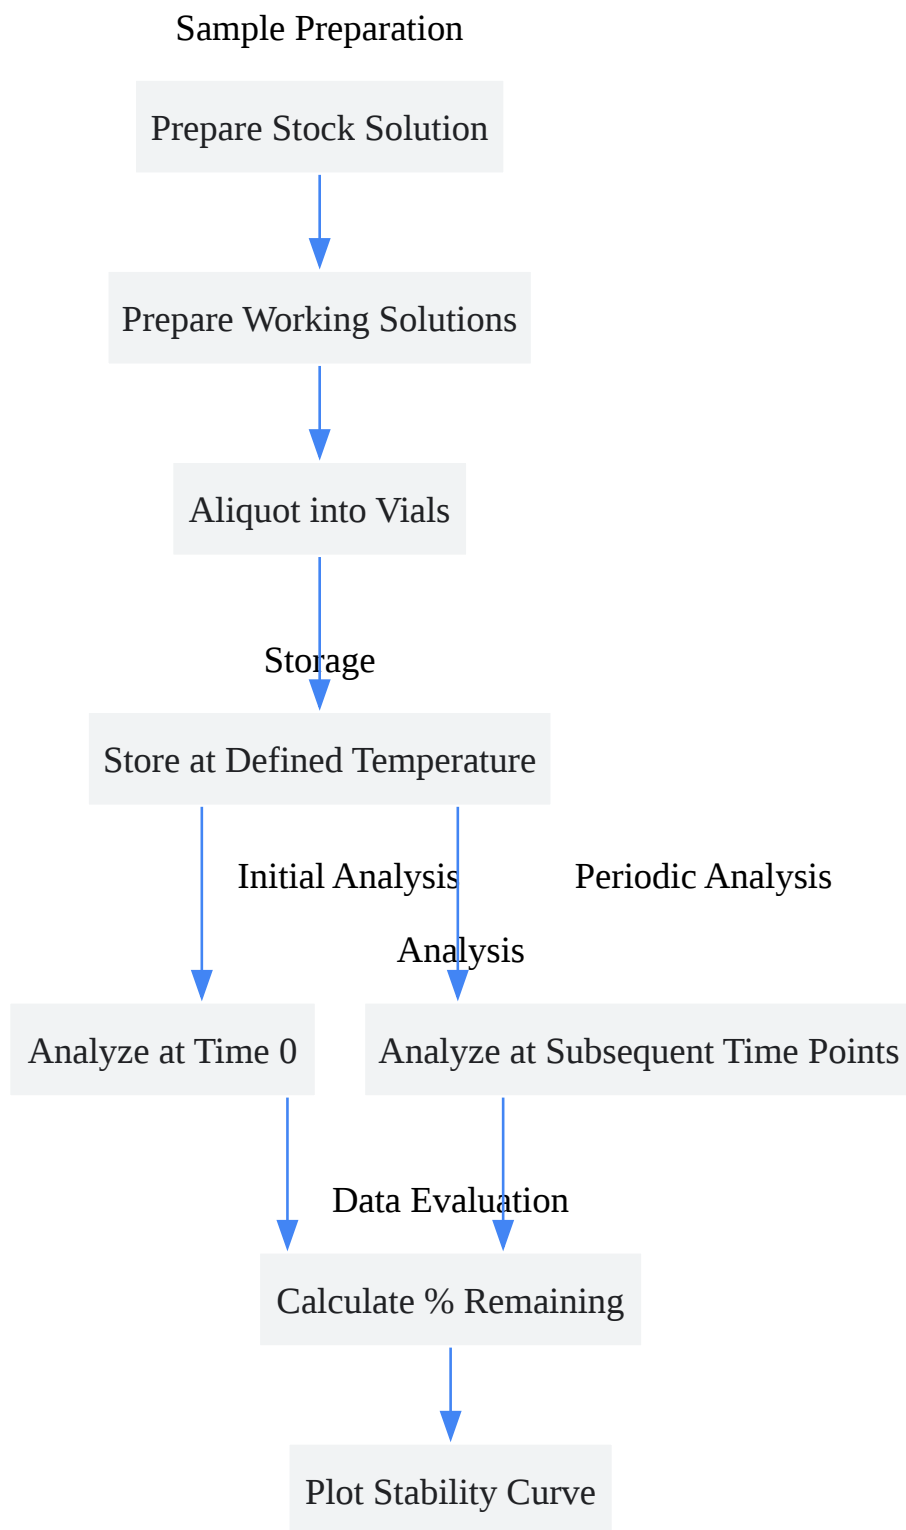 Sample Preparation
Prepare Stock Solution
Prepare Working Solutions
Aliquot into Vials
Storage
Store at Defined Temperature
Initial Analysis
Periodic Analysis
Analysis
Analyze at Time 0
Analyze at Subsequent Time Points
Data Evaluation
Calculate % Remaining
Plot Stability Curve